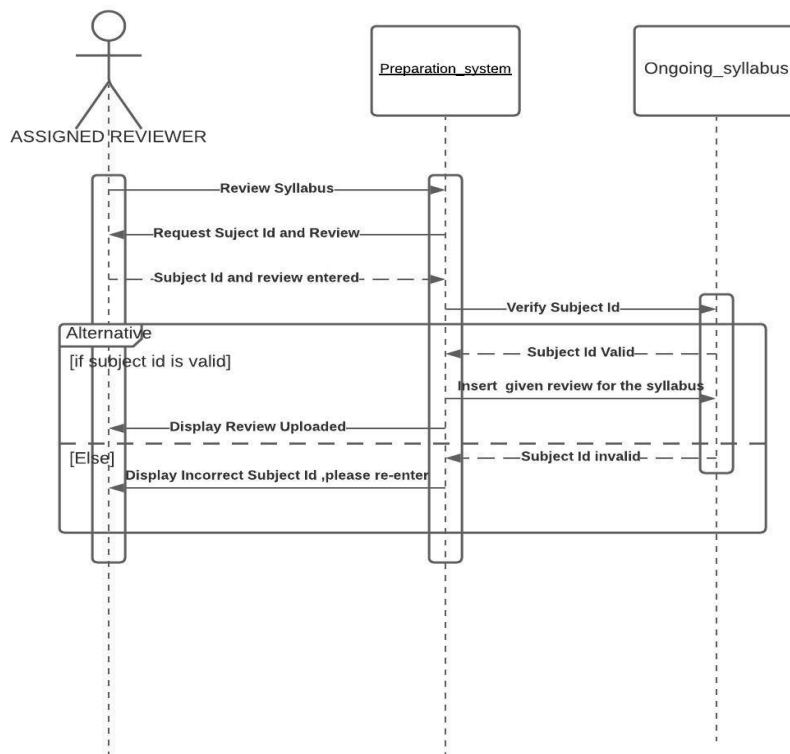 Preparation_system
Ongoing_syllabus
ASSIGNED REVIEWER
Review Syllabus
Request Suject Id and Review
Subject Id and review entered
Verify Subject Id
Alternative
[if subject id is valid]
Subject Id Valid
Insert given review for the syllabus
Display Review Uploaded
[Else]
Subject Id invalid
Display Incorrect Subject Id ,please re-enter